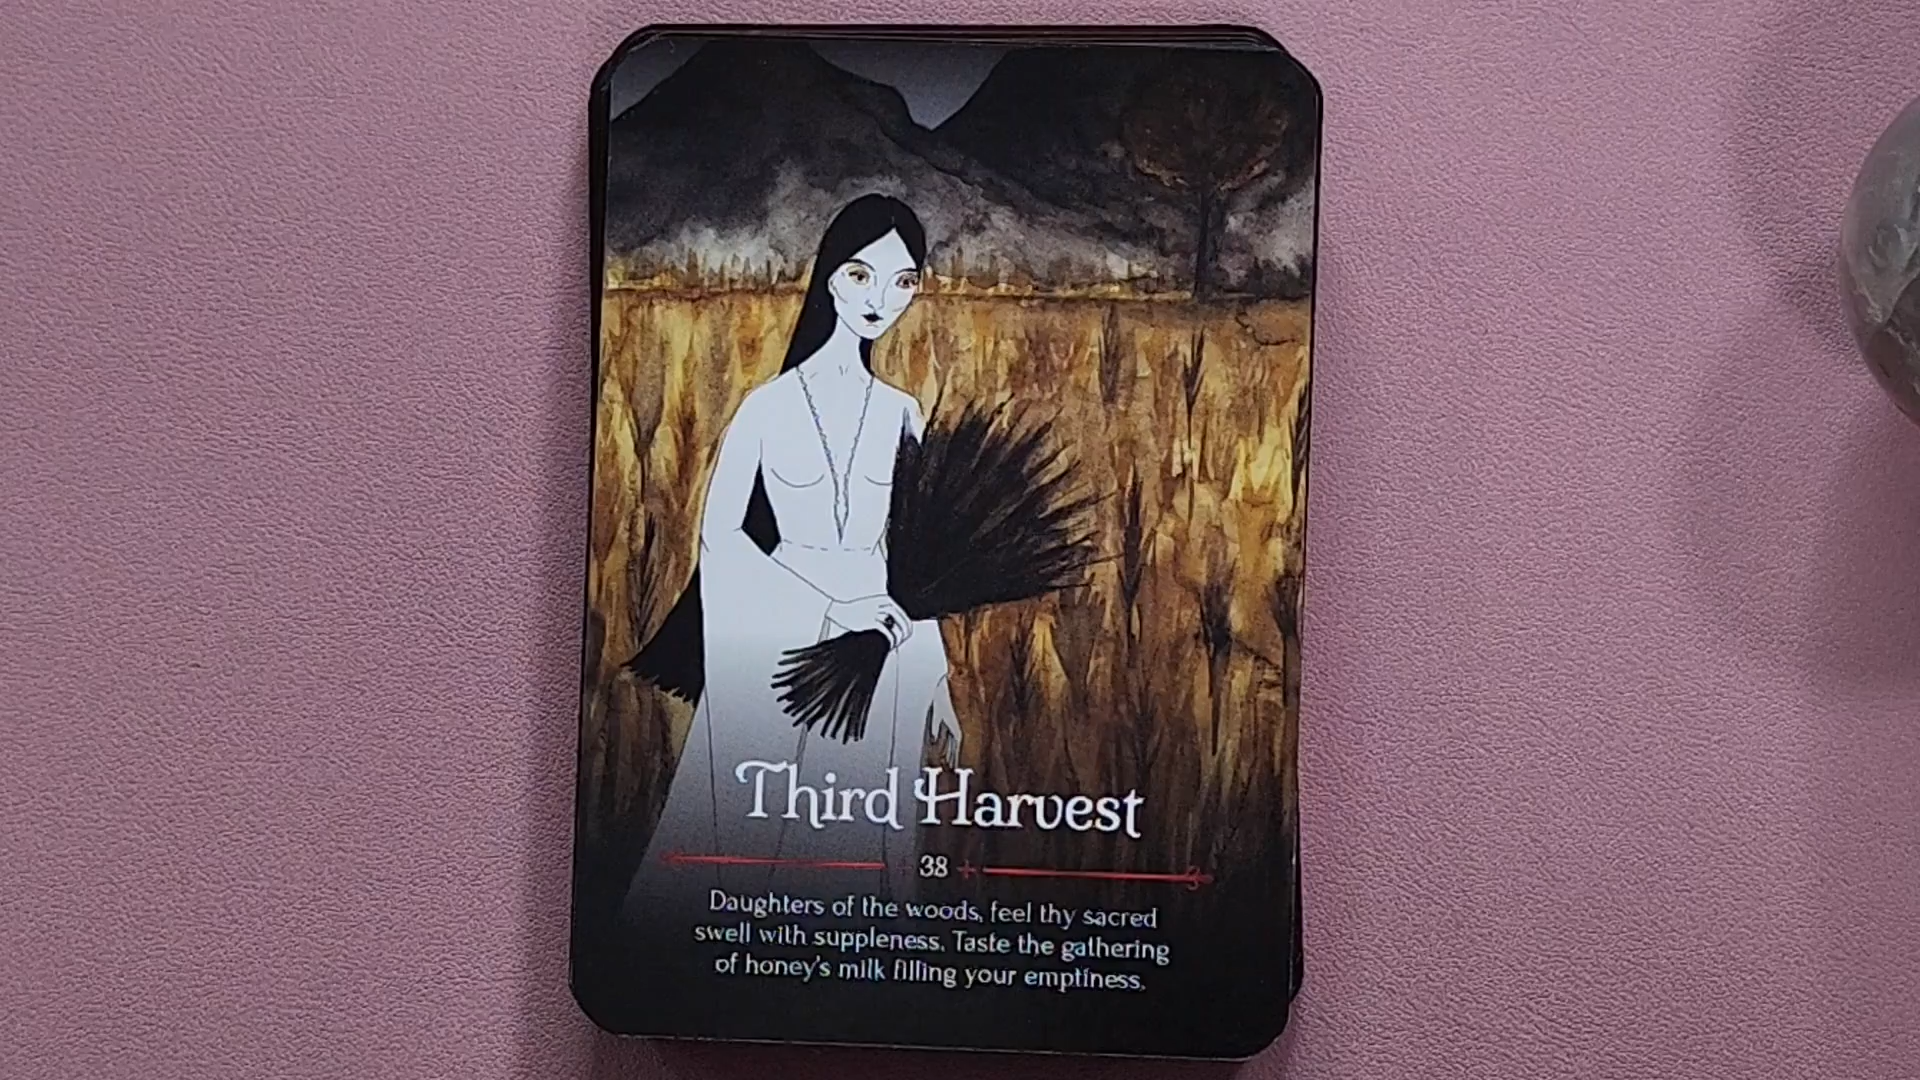 Third Harvest
38
Daughters of the woods, feel thy sacred
swell with suppleness. Taste the gathering
of honey's milk filling your emptiness.